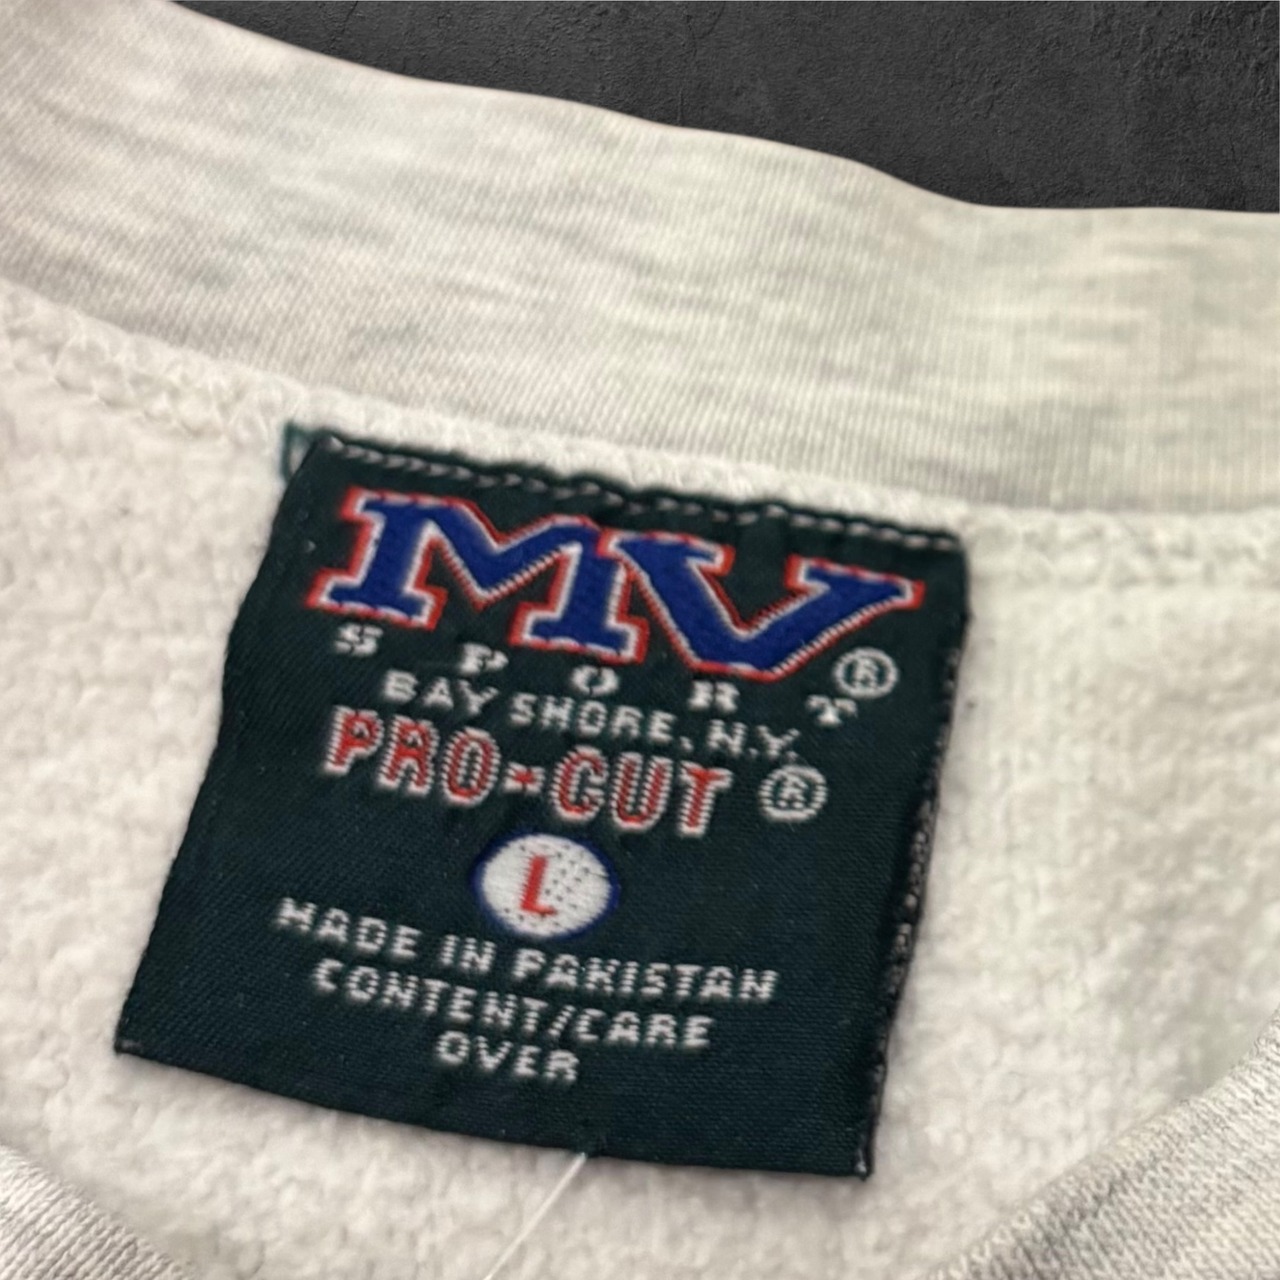 MV®
SPORT
BAY SHORE, N.Y.
PRO-CUT®
L
MADE IN PAKISTAN
CONTENT/CARE
OVER